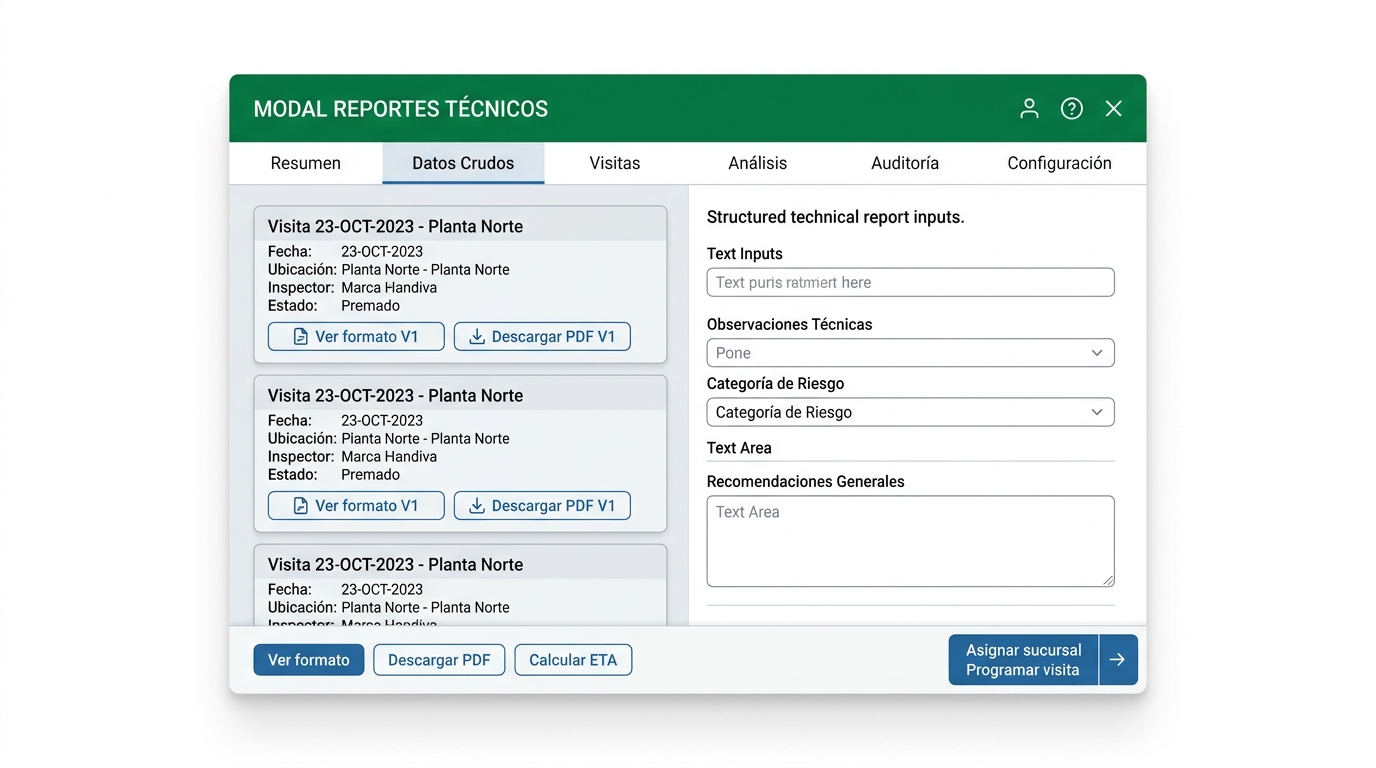 MODAL REPORTES TÉCNICOS
Resumen
Datos Crudos
Visitas
Análisis
Auditoría
Configuración
Visita 23-OCT-2023 - Planta Norte
Fecha: 23-OCT-2023
Ubicación: Planta Norte - Planta Norte
Inspector: Marca Handiva
Estado: Premado
Ver formato V1
Descargar PDF V1
Visita 23-OCT-2023 - Planta Norte
Fecha: 23-OCT-2023
Ubicación: Planta Norte - Planta Norte
Inspector: Marca Handiva
Estado: Premado
Ver formato V1
Descargar PDF V1
Visita 23-OCT-2023 - Planta Norte
Fecha: 23-OCT-2023
Ubicación: Planta Norte - Planta Norte
Inspector: Marca Handiva
Structured technical report inputs.
Text Inputs
Text puris here
Observaciones Técnicas
Pone
Categoría de Riesgo
Categoría de Riesgo
Text Area
Recomendaciones Generales
Text Area
Ver formato
Descargar PDF
Calcular ETA
Asignar sucursal
Programar visita